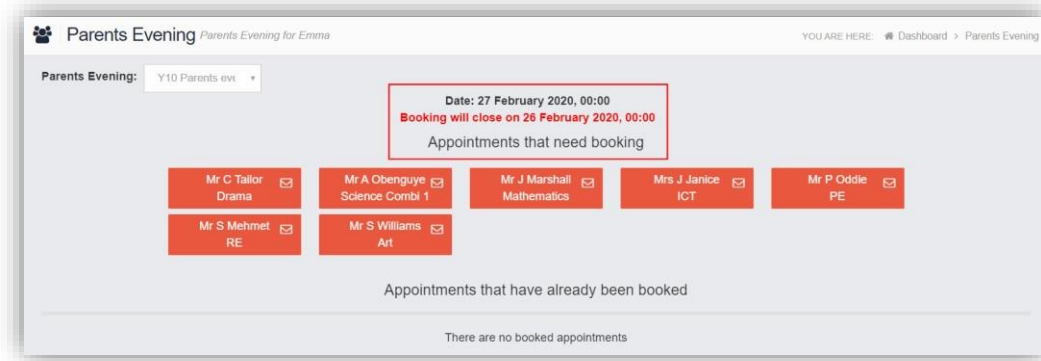 Parents Evening Parents Evening for Emma
YOU ARE HERE: Dashboard > Parents Evening
Parents Evening: Y10 Parents eve
Date: 27 February 2020, 00:00
Booking will close on 26 February 2020, 00:00
Appointments that need booking
Mr C Tailor
Drama
Mr A Obenguye
Science Combi 1
Mr J Marshall
Mathematics
Mrs J Janice
ICT
Mr P Oddie
PE
Mr S Mehmet
RE
Mr S Williams
Art
Appointments that have already been booked
There are no booked appointments